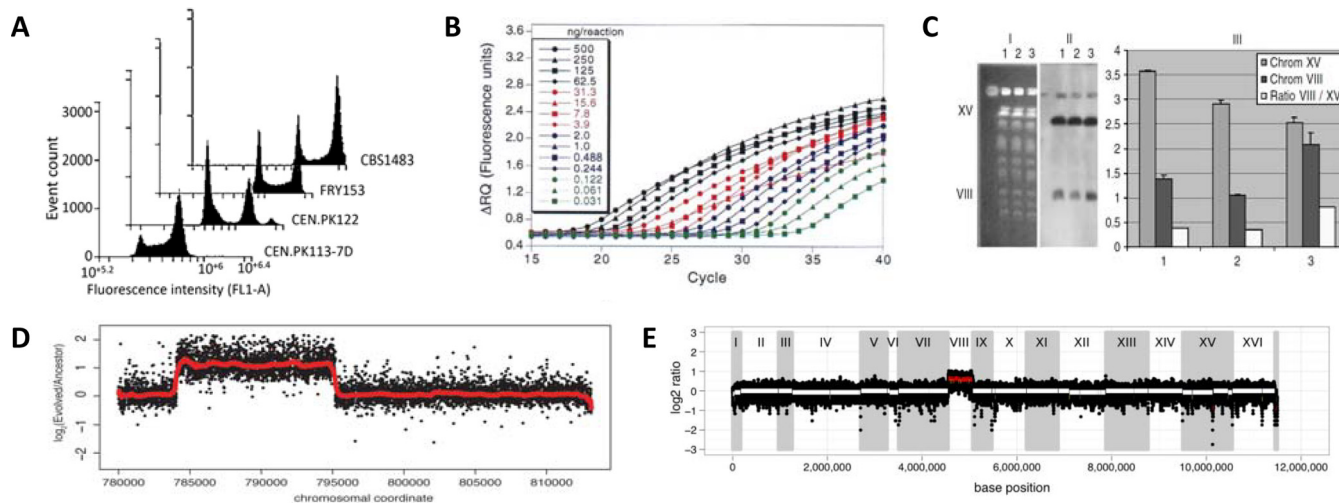 A
Event count
3000
2000
1000
0
CBS1483
FRY153
CEN.PK122
CEN.PK113-7D
10+5.2
10+6
10+6.4
Fluorescence intensity (FL1-A)
B
ΔRQ (Fluorescence units)
3.6
3.2
2.8
2.4
2.0
1.6
1.2
0.8
0.4
ng/reaction
500
250
125
62.5
31.3
15.6
7.8
3.9
2.0
1.0
0.488
0.244
0.122
0.061
0.031
15 20 25 30 35 40
Cycle
C
I II III
1 2 3 1 2 3
XV
VIII
4
3.5
3
2.5
2
1.5
1
0.5
0
Chrom XV
Chrom VIII
Ratio VIII / XV
1 2 3
D
log2(Evolved/Ancestor)
2
1
0
-1
-2
780000 785000 790000 795000 800000 805000 810000
chromosomal coordinate
E
log2 ratio
3
2
1
0
-1
-2
-3
I II III IV V VI VII VIII IX X XI XII XIII XIV XV XVI
0 2,000,000 4,000,000 6,000,000 8,000,000 10,000,000 12,000,000
base position